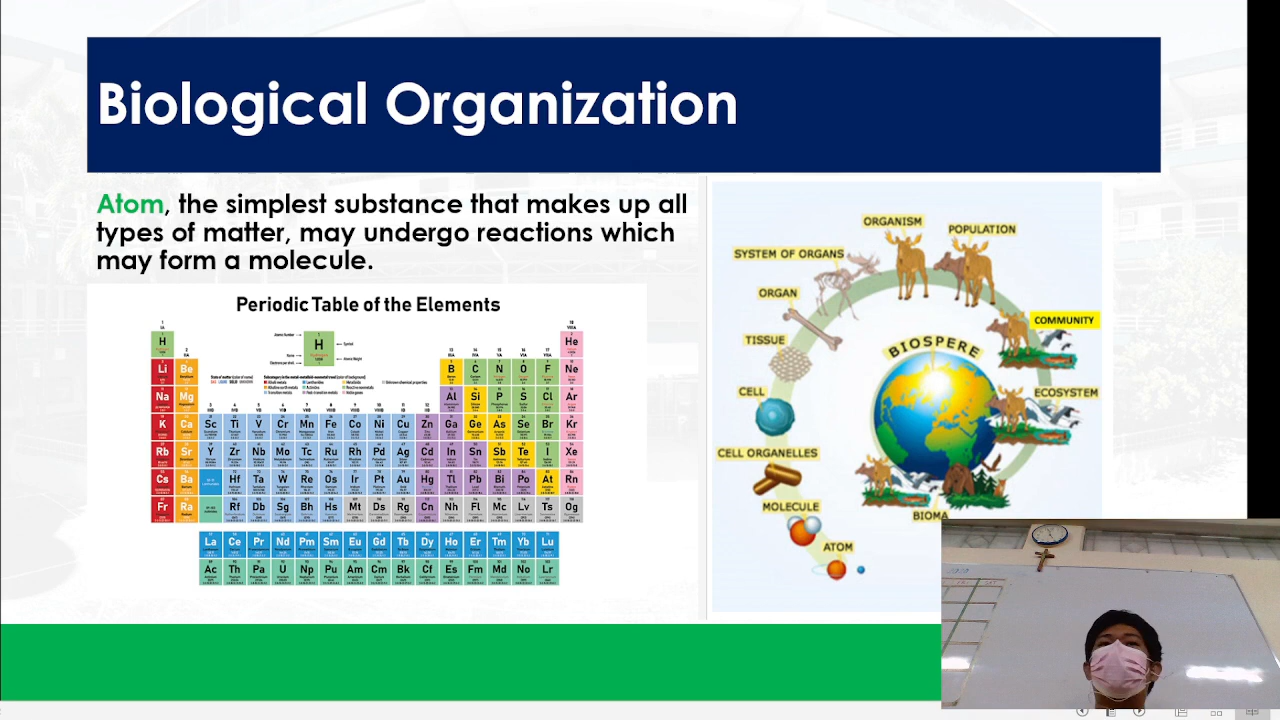 Biological Organization
Atom, the simplest substance that makes up all
types of matter, may undergo reactions which
may form a molecule.
Periodic Table of the Elements
H He
Li Be B C N O F Ne
Na Mg Al Si P S Cl Ar
K Ca Sc Ti V Cr Mn Fe Co Ni Cu Zn Ga Ge As Se Br Kr
Rb Sr Y Zr Nb Mo Tc Ru Rh Pd Ag Cd In Sn Sb Te I Xe
Cs Ba Hf Ta W Re Os Ir Pt Au Hg Tl Pb Bi Po At Rn
Fr Ra Rf Db Sg Bh Hs Mt Ds Rg Cn Nh Fl Mc Lv Ts Og
La Ce Pr Nd Pm Sm Eu Gd Tb Dy Ho Er Tm Yb Lu
Ac Th Pa U Np Pu Am Cm Bk Cf Es Fm Md No Lr
ORGANISM
POPULATION
SYSTEM OF ORGANS
ORGAN
COMMUNITY
TISSUE
BIOSPERE
CELL
ECOSYSTEM
CELL ORGANELLES
MOLECULE
BIOMA
ATOM